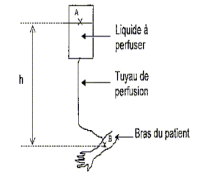 A
Liquide à
perfuser
h
Tuyau de
perfusion
B
Bras du patient